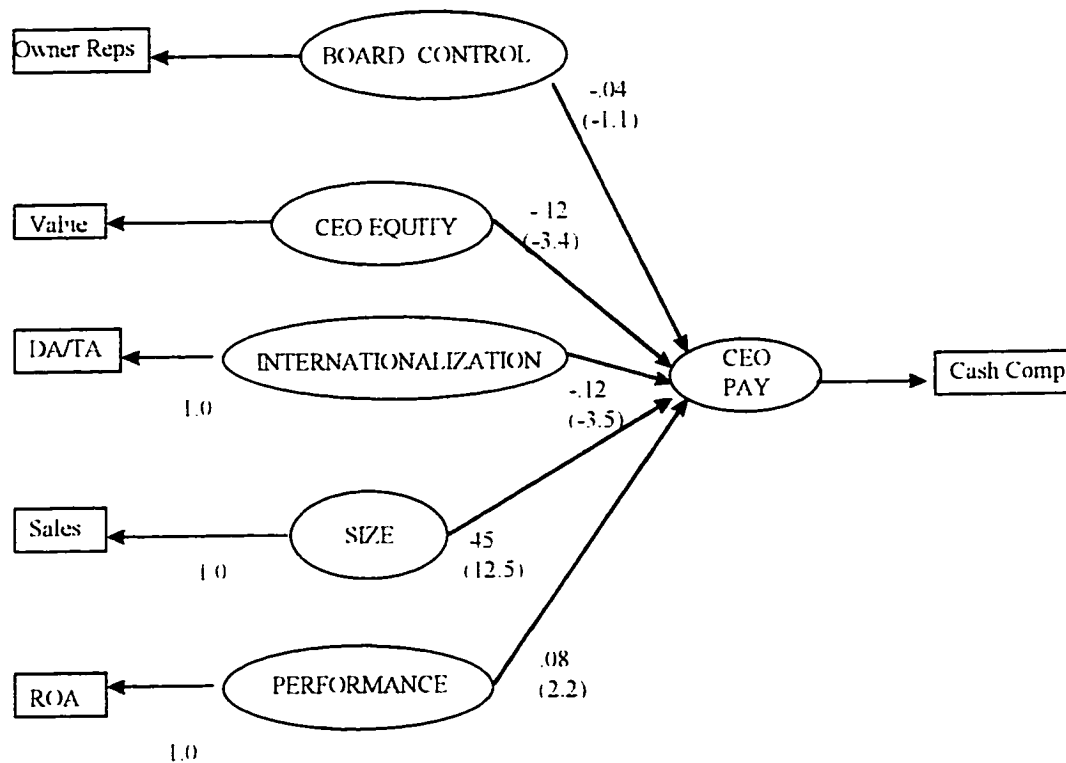 Owner Reps
BOARD CONTROL
-.04
(-1.1)
Value
CEO EQUITY
-.12
(-3.4)
DA/TA
INTERNATIONALIZATION
CEO
PAY
Cash Comp
1.0
-.12
(-3.5)
Sales
SIZE
.45
(12.5)
1.0
ROA
PERFORMANCE
.08
(2.2)
1.0